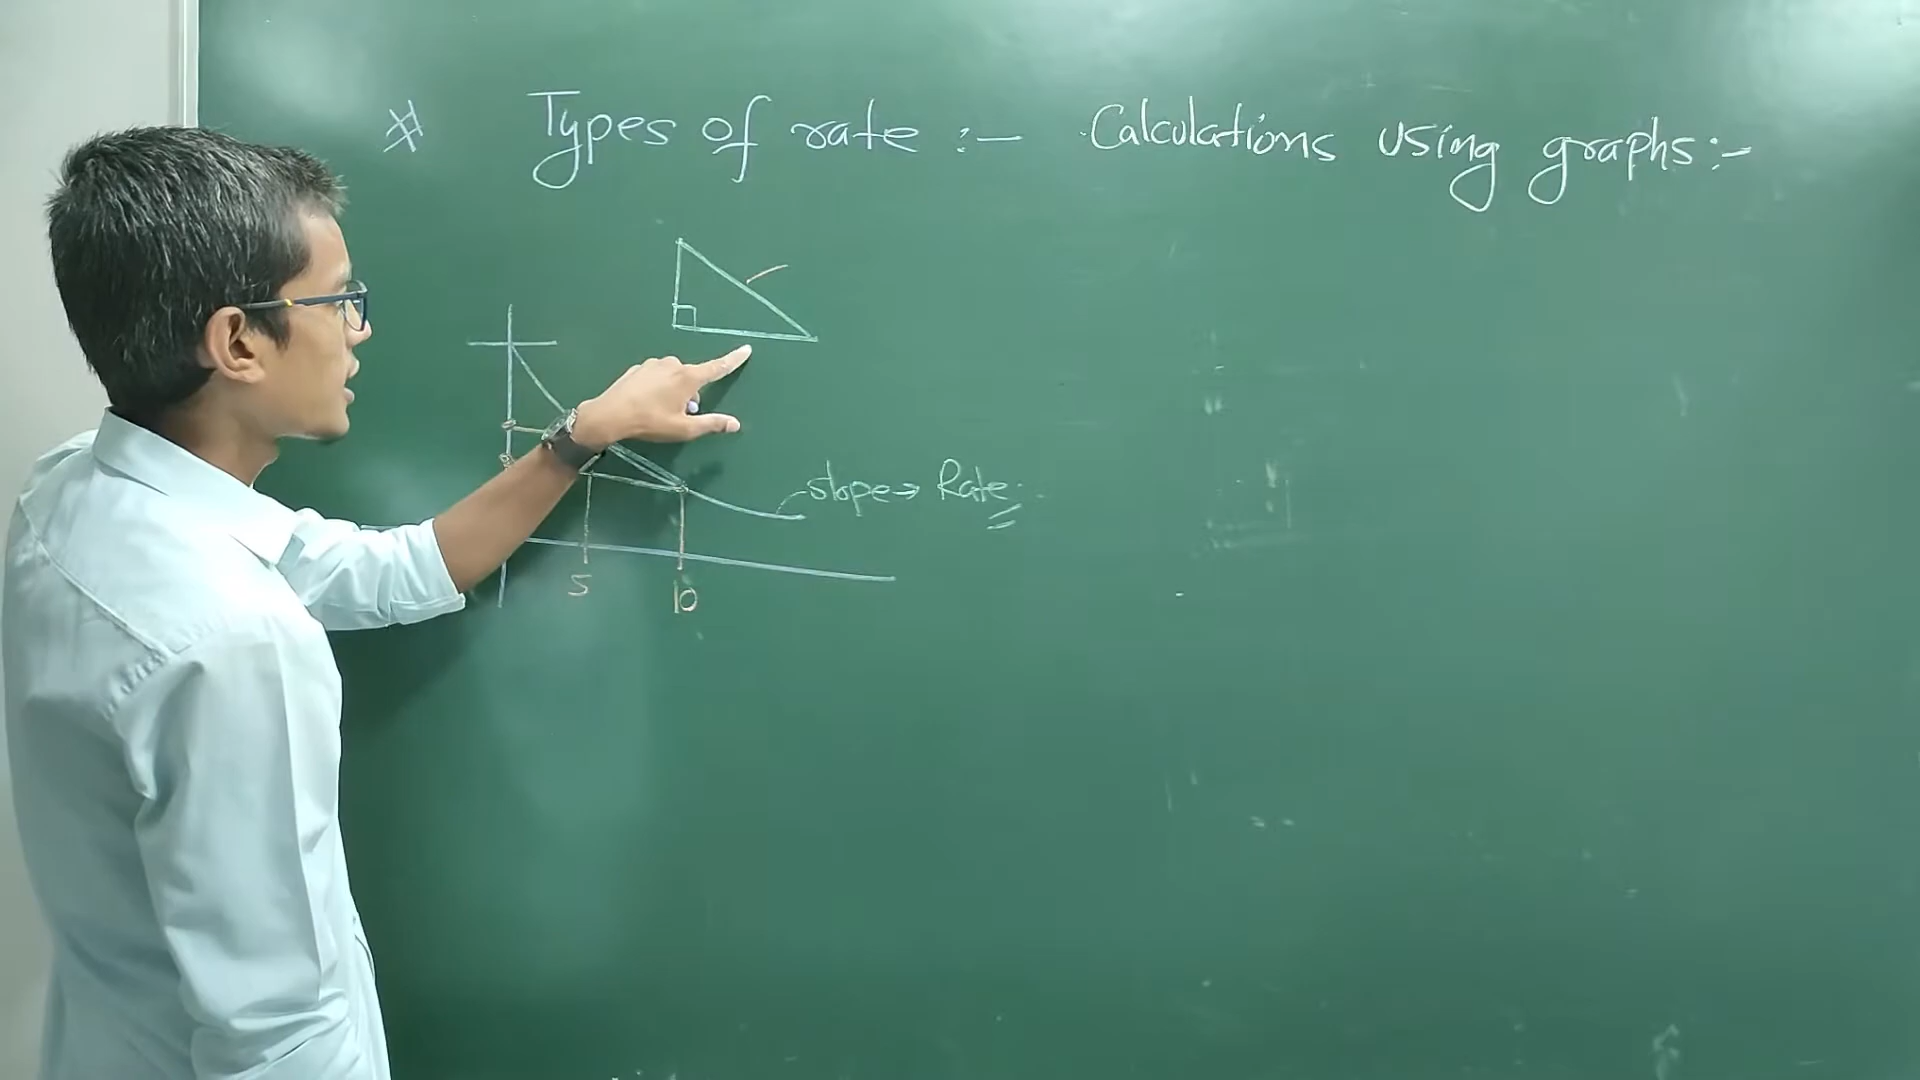 * Types of rate :- Calculations using graphs :-
slope → Rate
5 10